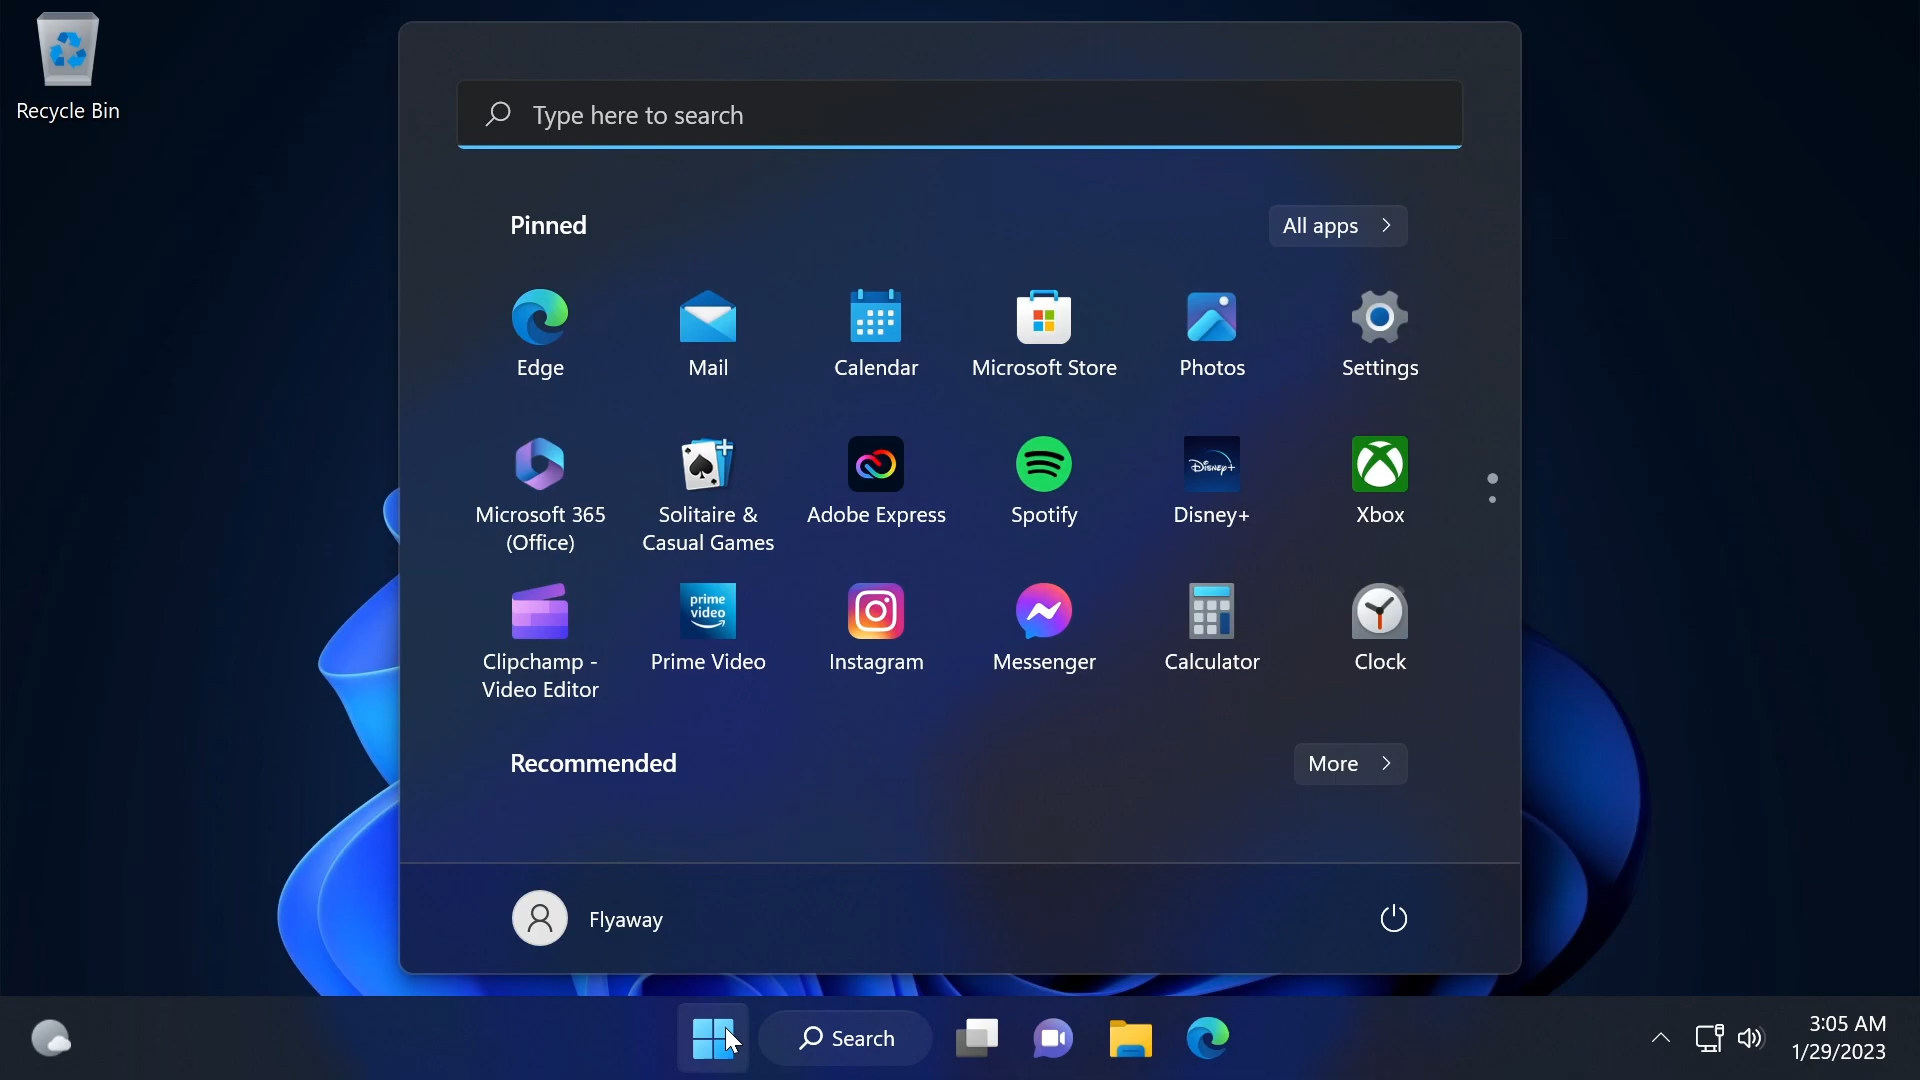 Recycle Bin
Type here to search
Pinned
All apps
Edge
Mail
Calendar
Microsoft Store
Photos
Settings
Microsoft 365
(Office)
Solitaire &
Casual Games
Adobe Express
Spotify
Disney+
Disney+
Xbox
Clipchamp -
Video Editor
prime
video
Prime Video
Instagram
Messenger
Calculator
Clock
Recommended
More
Flyaway
Search
3:05 AM
1/29/2023